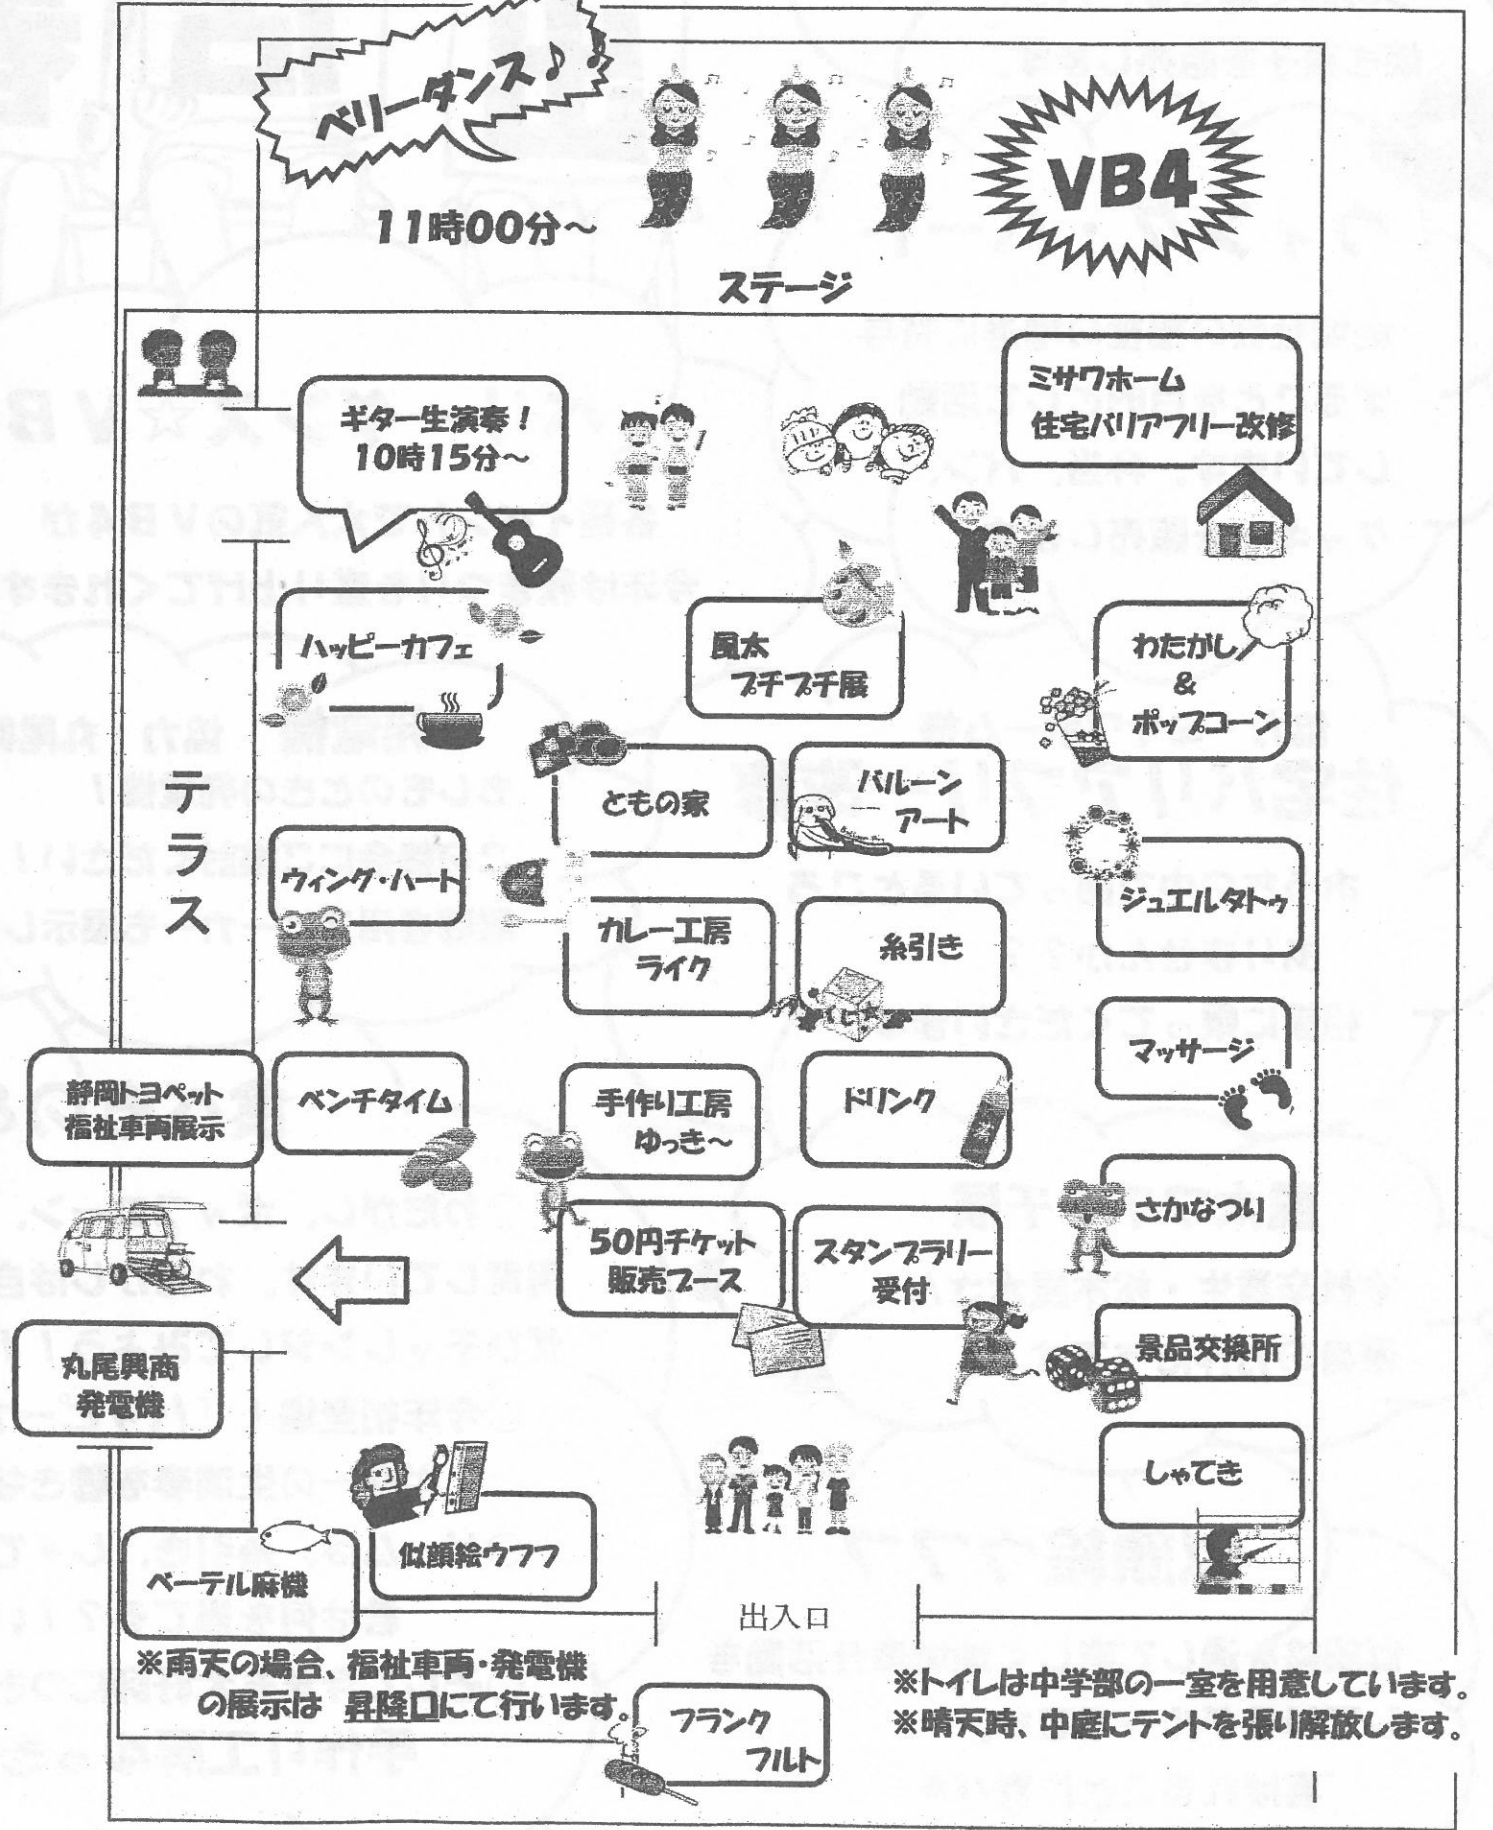 ベリーダンス♪
11時00分～
VB4
ステージ
ギター生演奏！
10時15分～
ミサワホーム
住宅バリアフリー改修
ハッピーカフェ
風太
プチプチ展
わたがし
&
ポップコーン
テラス
ともの家
バルーン
アート
ウィング・ハート
カレー工房
ライク
糸引き
ジュエルタトゥ
マッサージ
静岡トヨペット
福祉車両展示
ベンチタイム
手作り工房
ゆっき～
ドリンク
さかなつり
50円チケット
販売ブース
スタンプラリー
受付
丸尾興商
発電機
景品交換所
しゃてき
似顔絵ウフフ
ベーテル麻機
出入口
※雨天の場合、福祉車両・発電機
の展示は 昇降口にて行います。
フランク
フルト
※トイレは中学部の一室を用意しています。
※晴天時、中庭にテントを張り解放します。